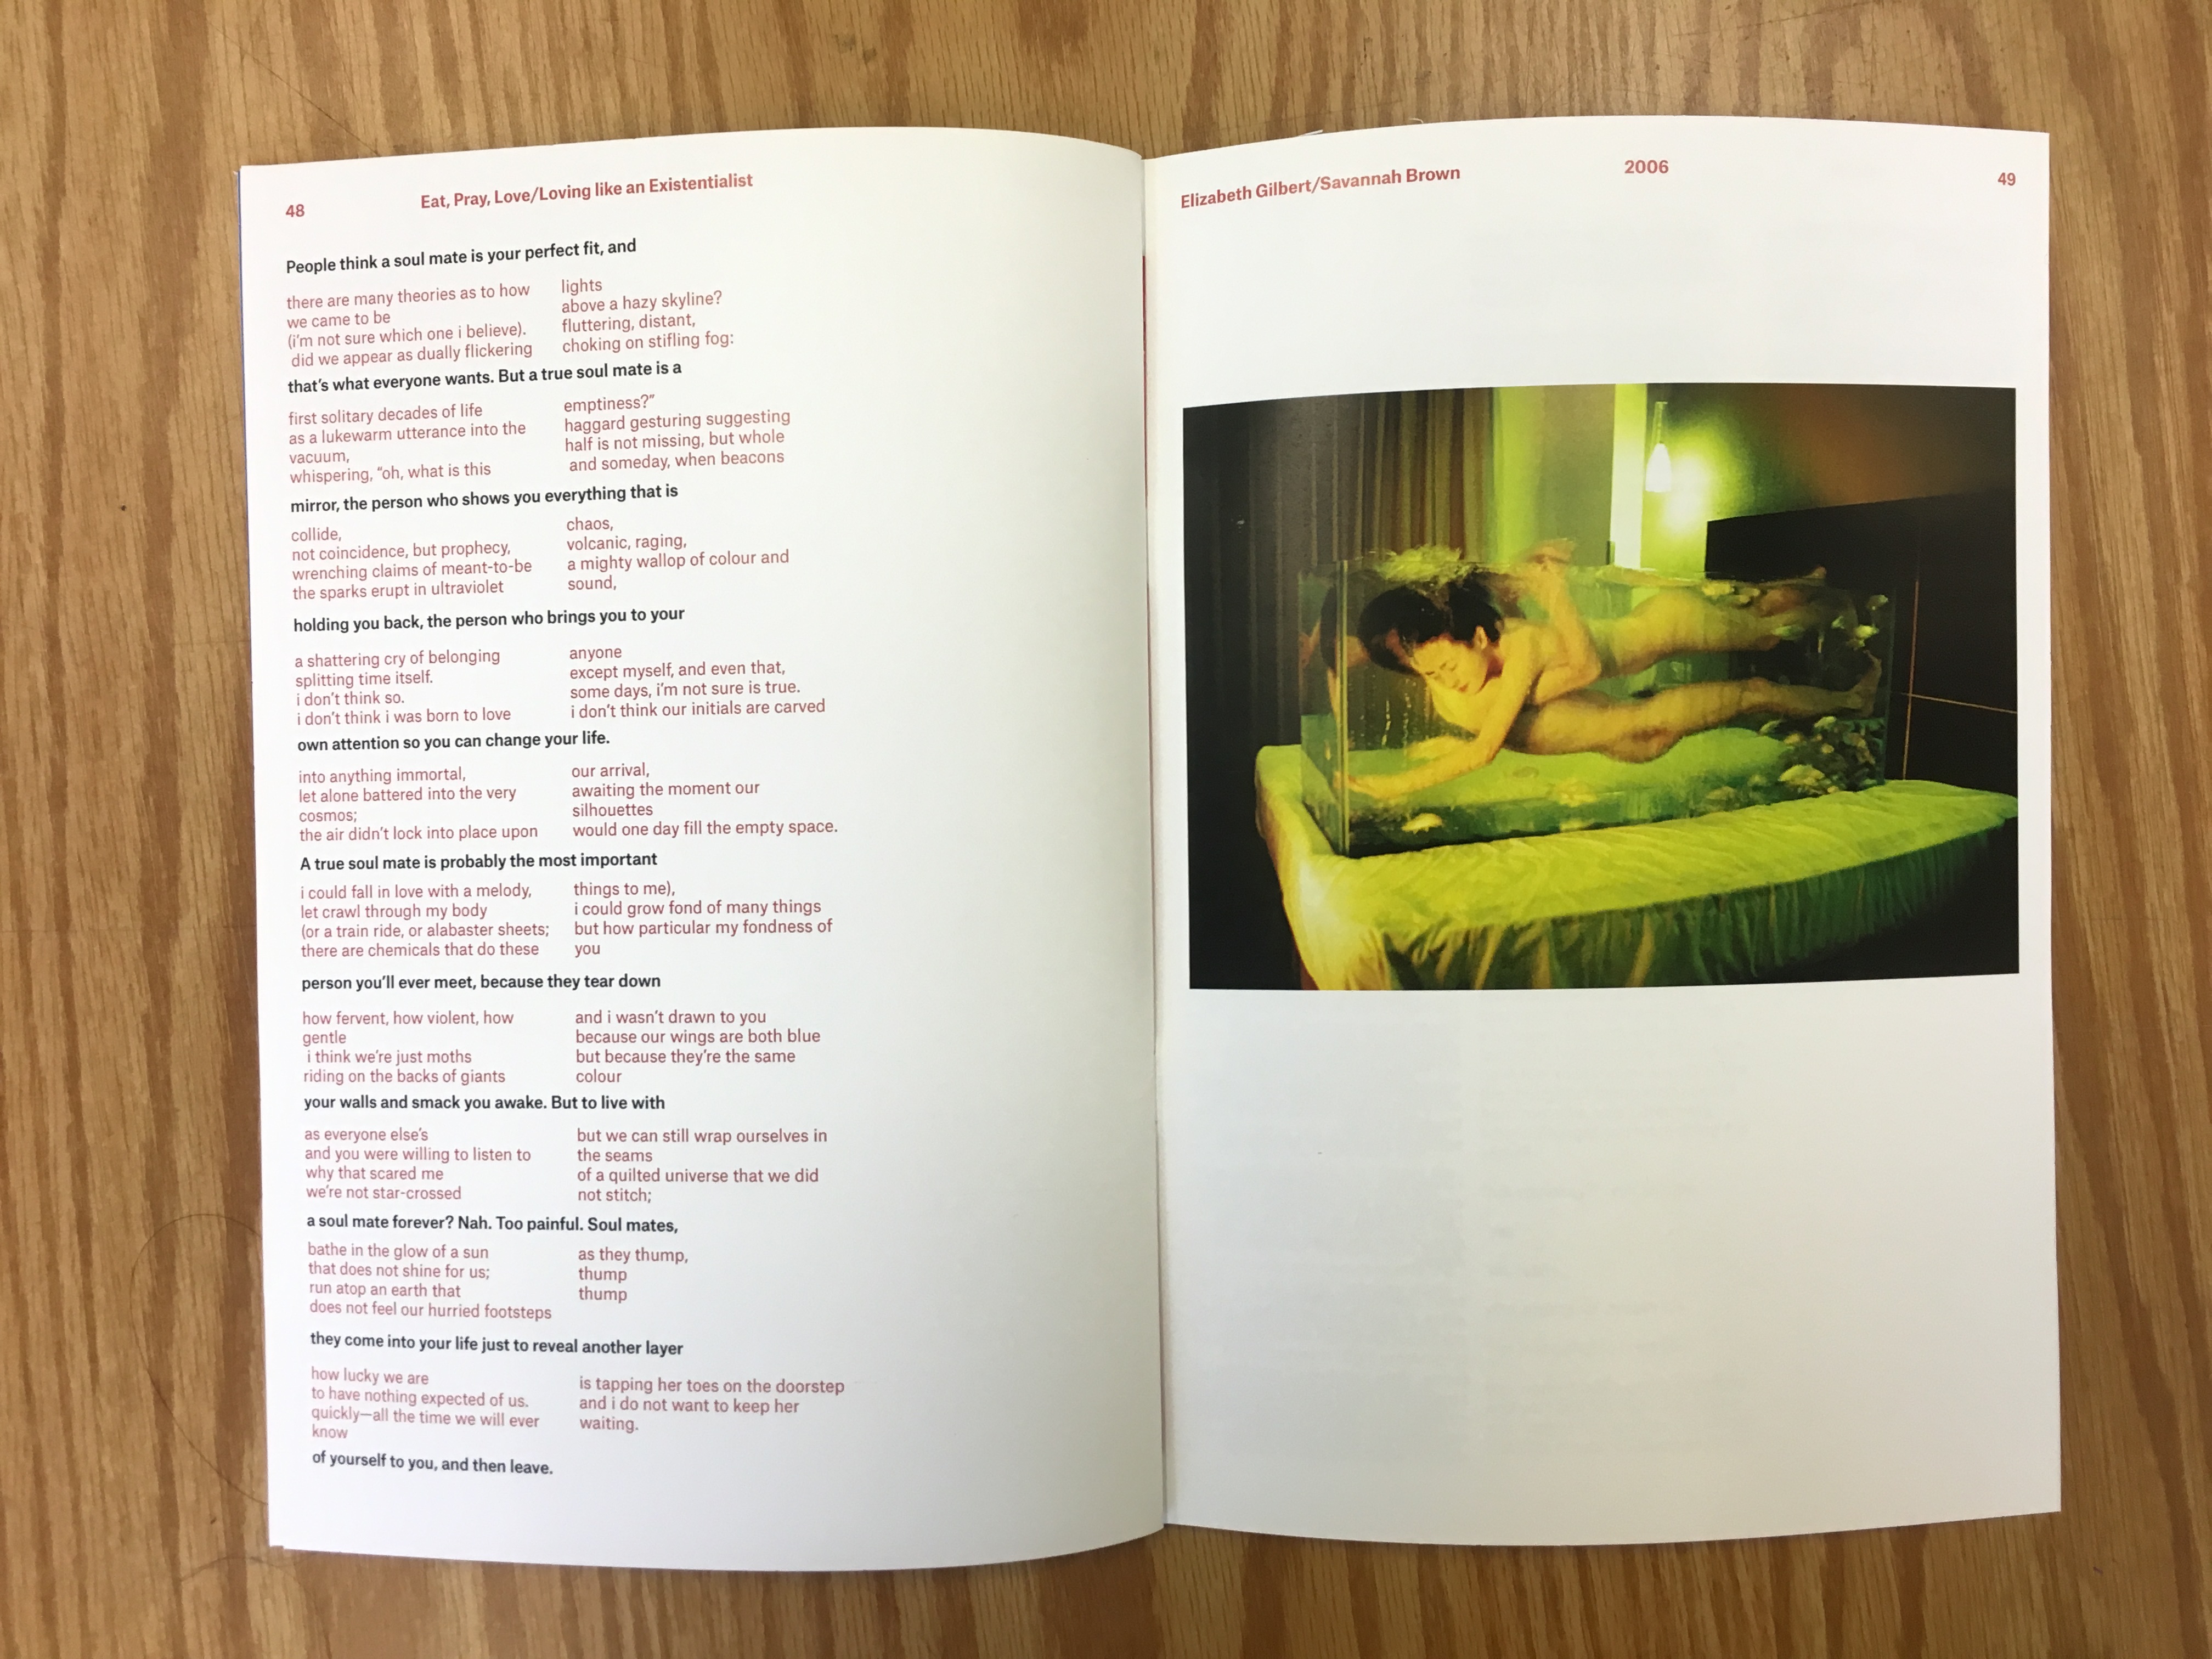 48
Eat, Pray, Love/Loving like an Existentialist
People think a soul mate is your perfect fit, and
there are many theories as to how
we came to be
(i'm not sure which one i believe).
did we appear as dually flickering
lights
above a hazy skyline?
fluttering, distant,
choking on stifling fog:
that's what everyone wants. But a true soul mate is a
first solitary decades of life
as a lukewarm utterance into the
vacuum,
whispering, "oh, what is this
emptiness?"
haggard gesturing suggesting
half is not missing, but whole
and someday, when beacons
mirror, the person who shows you everything that is
collide,
not coincidence, but prophecy,
wrenching claims of meant-to-be
the sparks erupt in ultraviolet
chaos,
volcanic, raging,
a mighty wallop of colour and
sound,
holding you back, the person who brings you to your
a shattering cry of belonging
splitting time itself.
i don't think so.
i don't think i was born to love
anyone
except myself, and even that,
some days, i'm not sure is true.
i don't think our initials are carved
own attention so you can change your life.
into anything immortal,
let alone battered into the very
cosmos;
the air didn't lock into place upon
our arrival,
awaiting the moment our
silhouettes
would one day fill the empty space.
A true soul mate is probably the most important
i could fall in love with a melody,
let crawl through my body
(or a train ride, or alabaster sheets;
there are chemicals that do these
things to me),
i could grow fond of many things
but how particular my fondness of
you
person you'll ever meet, because they tear down
how fervent, how violent, how
gentle
i think we're just moths
riding on the backs of giants
and i wasn't drawn to you
because our wings are both blue
but because they're the same
colour
your walls and smack you awake. But to live with
as everyone else's
and you were willing to listen to
why that scared me
we're not star-crossed
but we can still wrap ourselves in
the seams
of a quilted universe that we did
not stitch;
a soul mate forever? Nah. Too painful. Soul mates,
bathe in the glow of a sun
that does not shine for us;
run atop an earth that
does not feel our hurried footsteps
as they thump,
thump
thump
they come into your life just to reveal another layer
how lucky we are
to have nothing expected of us.
quickly—all the time we will ever
know
is tapping her toes on the doorstep
and i do not want to keep her
waiting.
of yourself to you, and then leave.
Elizabeth Gilbert/Savannah Brown
2006
49